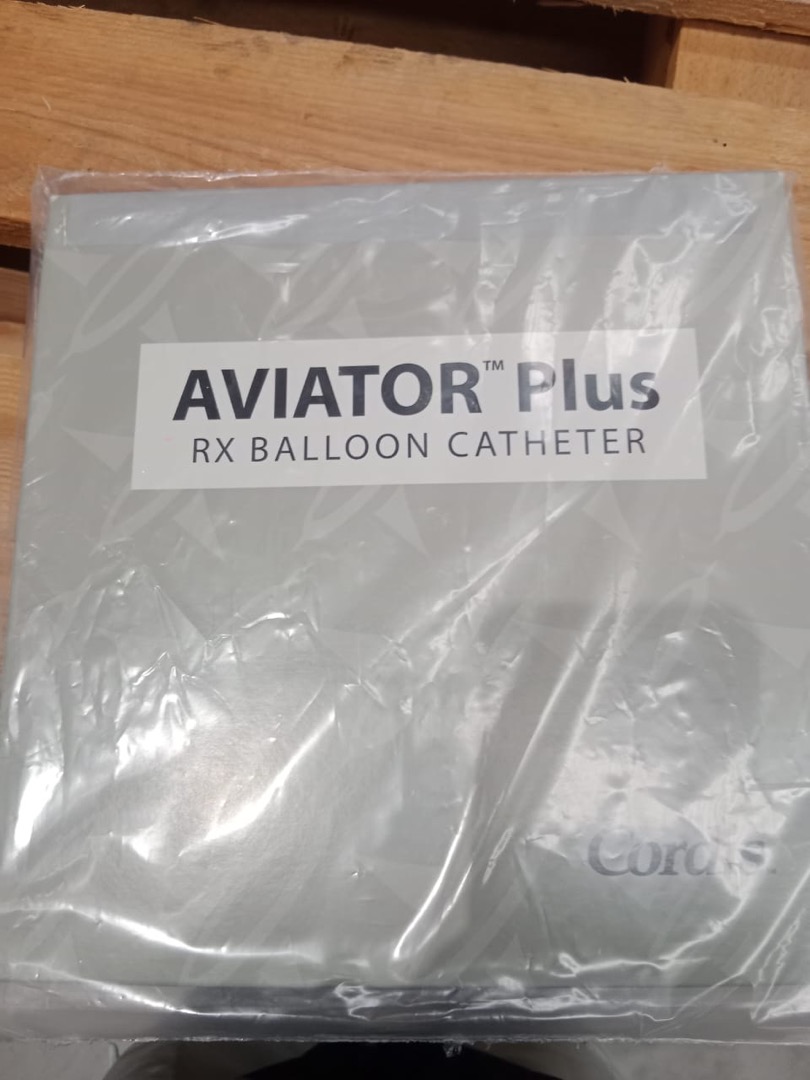 AVIATOR™ Plus
RX BALLOON CATHETER
Cordis.